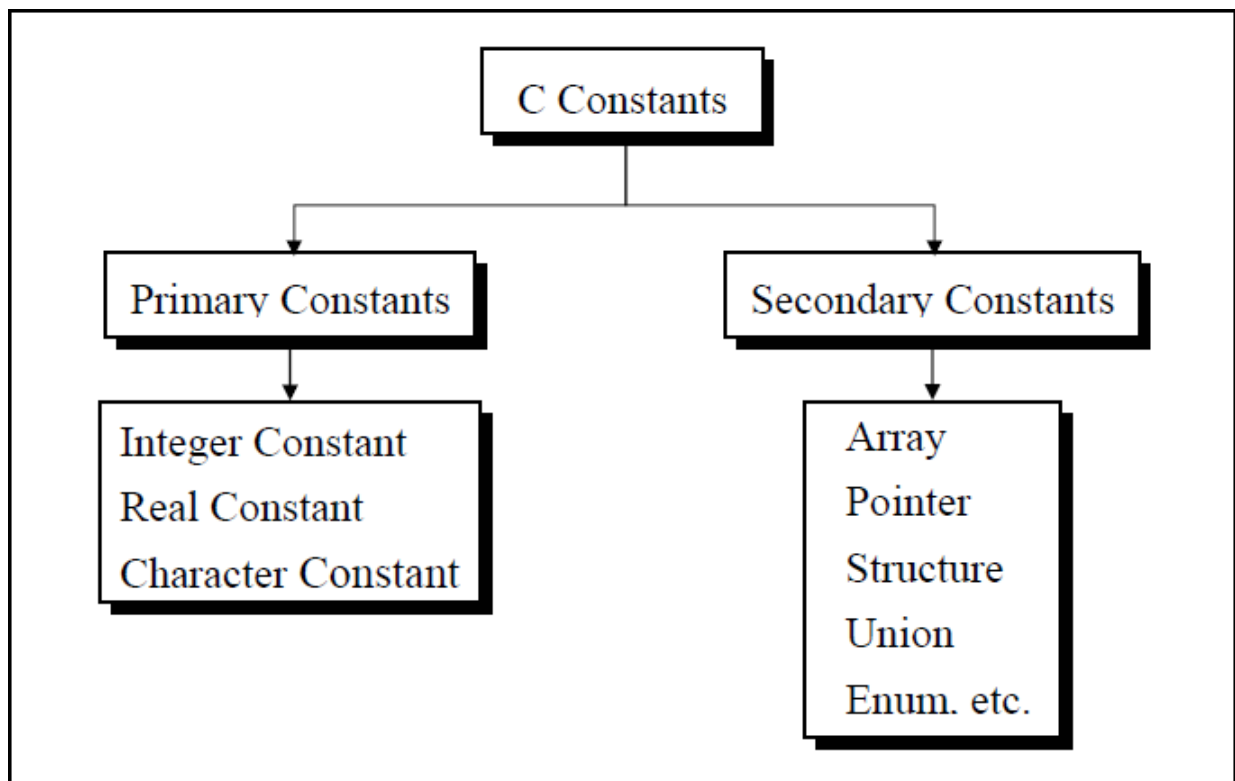 C Constants
Primary Constants
Secondary Constants
Integer Constant
Real Constant
Character Constant
Array
Pointer
Structure
Union
Enum. etc.